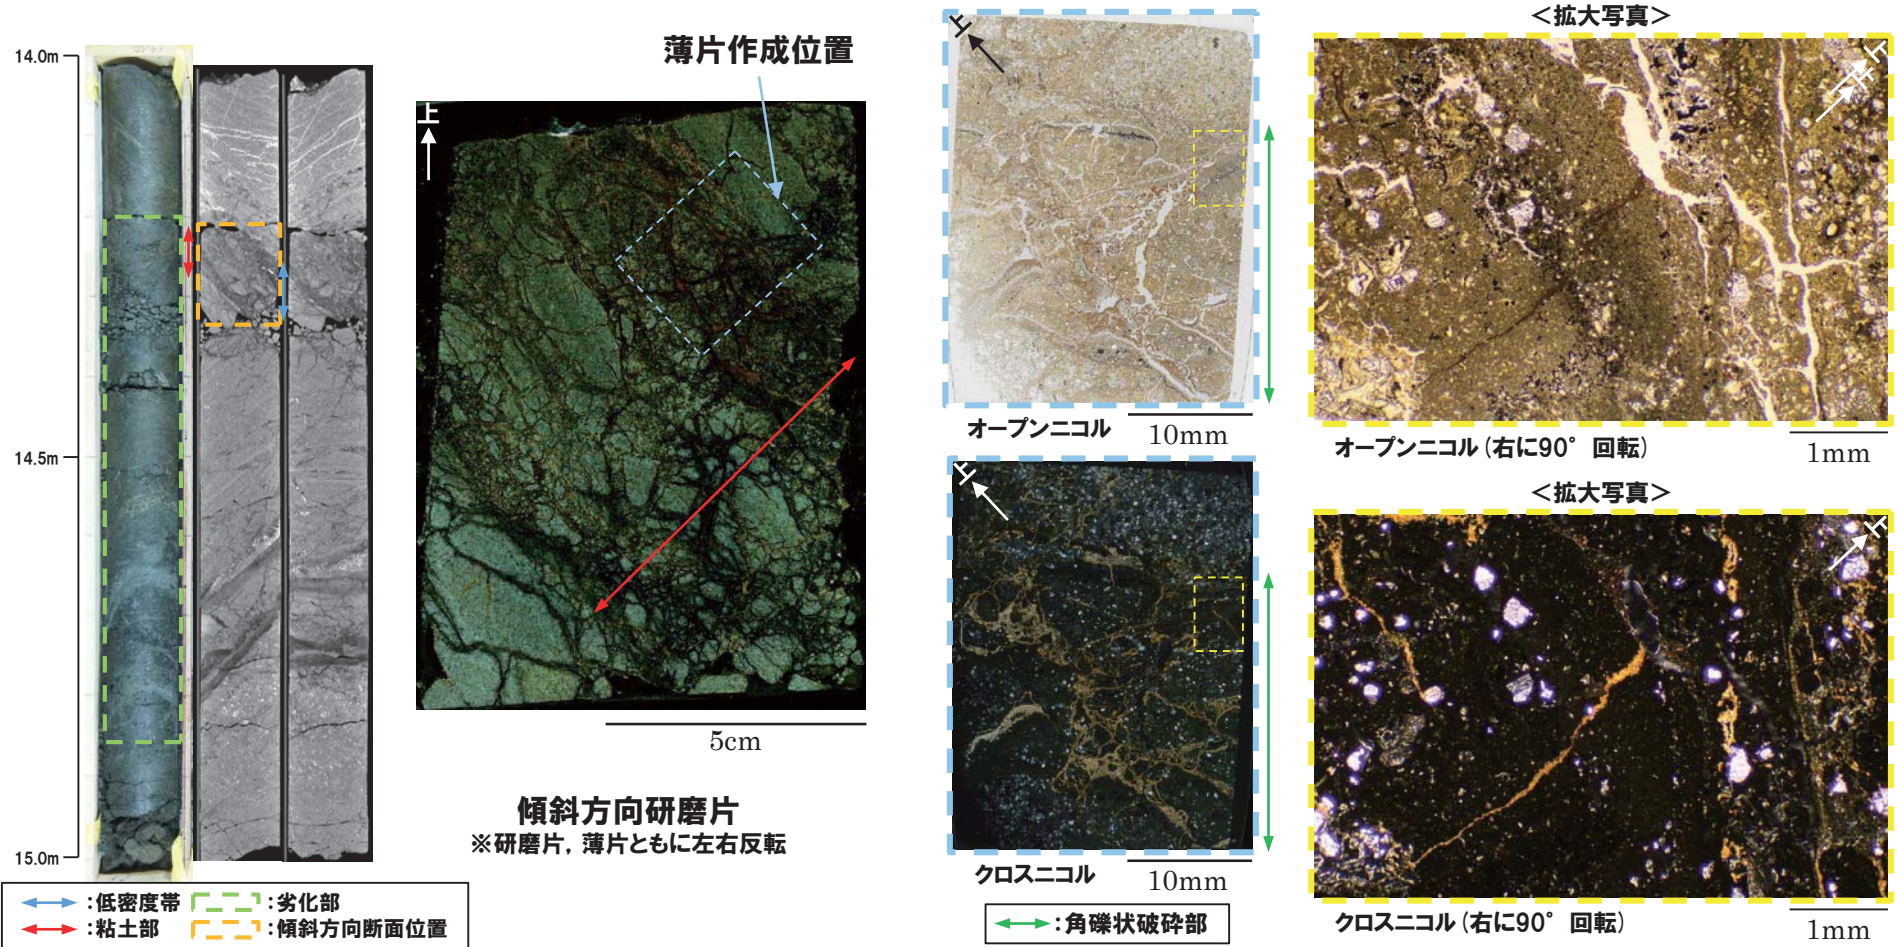 14.0m
14.5m
15.0m
:低密度帯
:劣化部
:粘土部
:傾斜方向断面位置
薄片作成位置
上
5cm
傾斜方向研磨片
※研磨片，薄片ともに左右反転
上
オープンニコル
10mm
上
クロスニコル
10mm
:角礫状破砕部
<拡大写真>
上
上
オープンニコル (右に90° 回転)
1mm
<拡大写真>
上
クロスニコル (右に90° 回転)
1mm